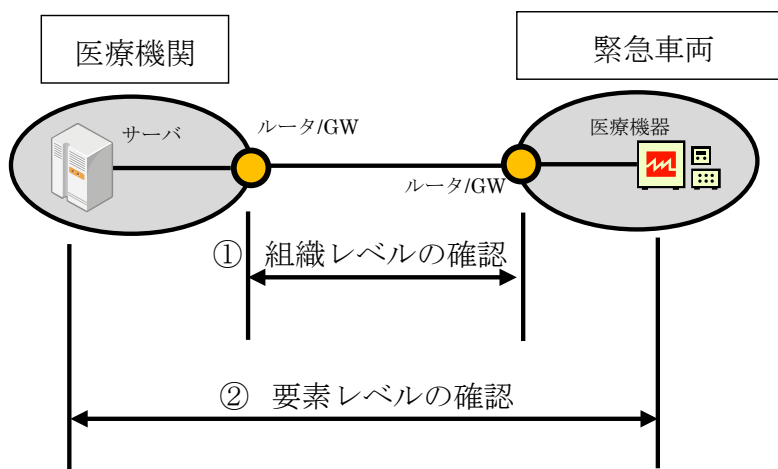 医療機関
緊急車両
サーバ
ルータ/GW
医療機器
ルータ/GW
① 組織レベルの確認
② 要素レベルの確認